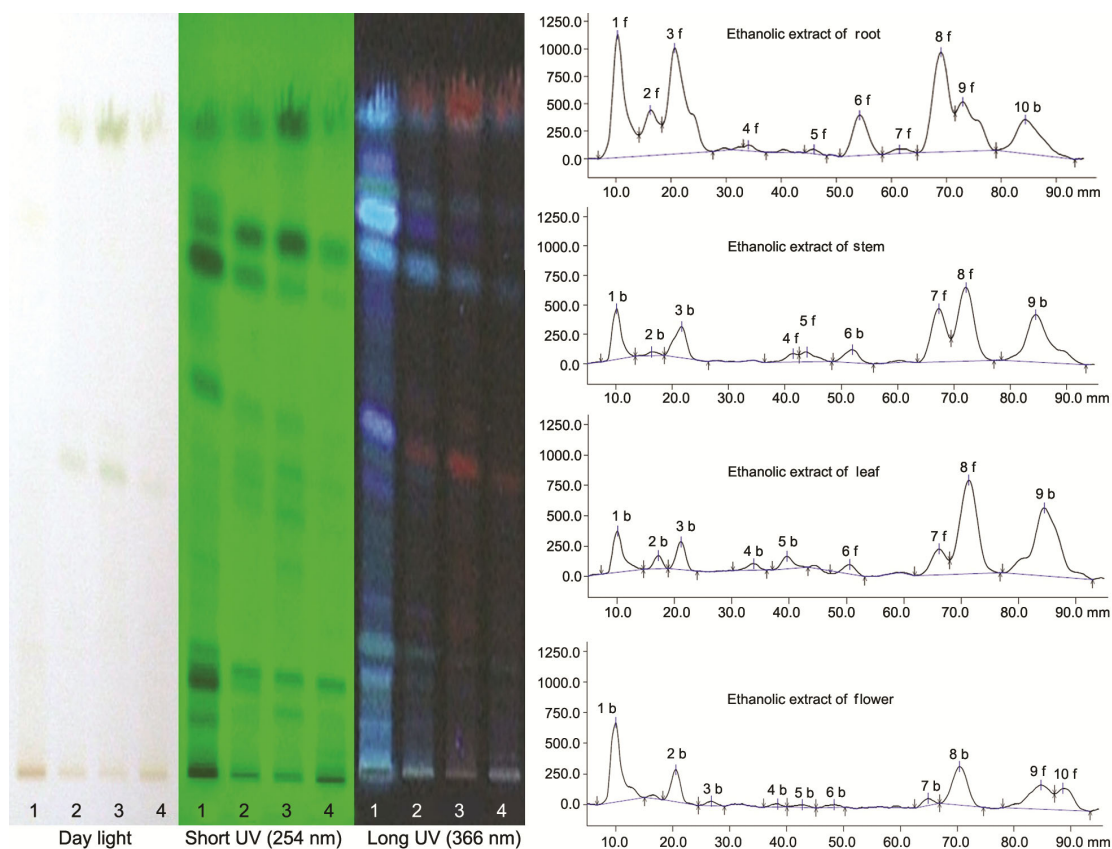 1 2 3 4
Day light
1 2 3 4
Short UV (254 nm)
1 2 3 4
Long UV (366 nm)
Ethanolic extract of root
1250.0
1000.0
750.0
500.0
250.0
0.0
1 f 2 f 3 f 4 f 5 f 6 f 7 f 8 f 9 f 10 b
10.0 20.0 30.0 40.0 50.0 60.0 70.0 80.0 90.0 mm
Ethanolic extract of stem
1250.0
1000.0
750.0
500.0
250.0
0.0
1 b 2 b 3 b 4 f 5 f 6 b 7 f 8 f 9 b
10.0 20.0 30.0 40.0 50.0 60.0 70.0 80.0 90.0 mm
Ethanolic extract of leaf
1250.0
1000.0
750.0
500.0
250.0
0.0
1 b 2 b 3 b 4 b 5 b 6 f 7 f 8 f 9 b
10.0 20.0 30.0 40.0 50.0 60.0 70.0 80.0 90.0 mm
Ethanolic extract of flower
1250.0
1000.0
750.0
500.0
250.0
0.0
1 b 2 b 3 b 4 b 5 b 6 b 7 b 8 b 9 f 10 f
10.0 20.0 30.0 40.0 50.0 60.0 70.0 80.0 90.0 mm